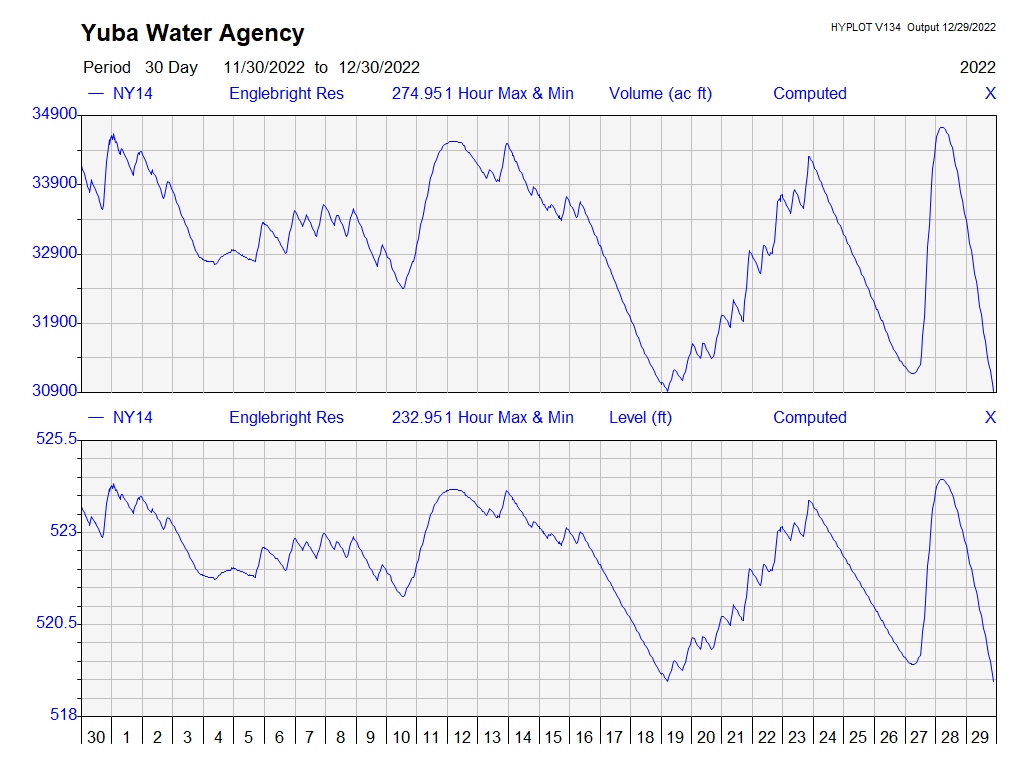 Yuba Water Agency
HYPLOT V134 Output 12/29/2022
Period 30 Day 11/30/2022 to 12/30/2022 2022
NY14 Englebright Res 274.951 Hour Max & Min Volume (ac ft) Computed X
34900
33900
32900
31900
30900
NY14 Englebright Res 232.951 Hour Max & Min Level (ft) Computed X
525.5
523
520.5
518
30 1 2 3 4 5 6 7 8 9 10 11 12 13 14 15 16 17 18 19 20 21 22 23 24 25 26 27 28 29